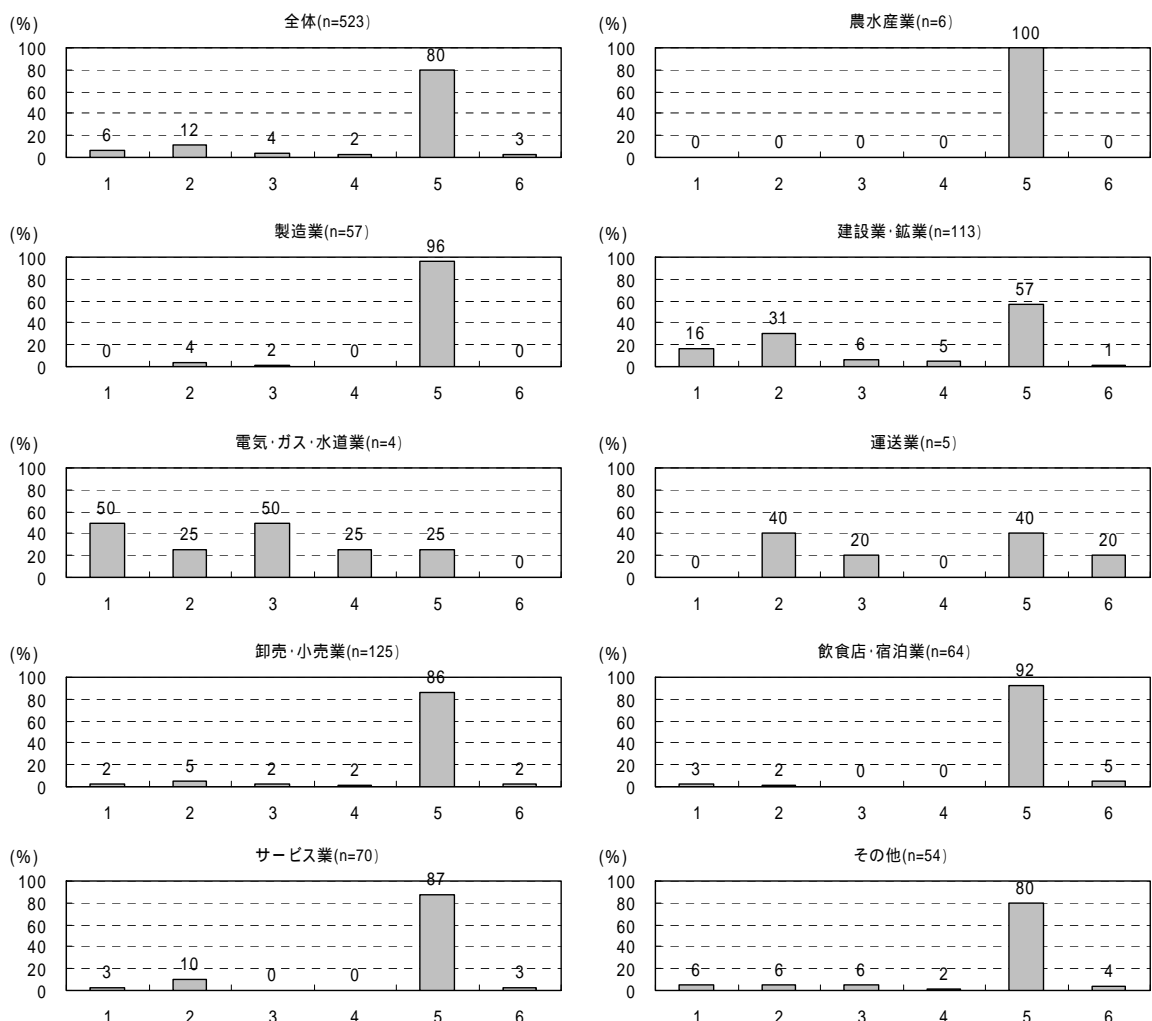 (%) 全体(n=523)
100
80
60
40
20
0
6 12 4 2 80 3
1 2 3 4 5 6
(%) 農水産業(n=6)
100
80
60
40
20
0
0 0 0 0 100 0
1 2 3 4 5 6
(%) 製造業(n=57)
100
80
60
40
20
0
0 4 2 0 96 0
1 2 3 4 5 6
(%) 建設業・鉱業(n=113)
100
80
60
40
20
0
16 31 6 5 57 1
1 2 3 4 5 6
(%) 電気・ガス・水道業(n=4)
100
80
60
40
20
0
50 25 50 25 25 0
1 2 3 4 5 6
(%) 運送業(n=5)
100
80
60
40
20
0
0 40 20 0 40 20
1 2 3 4 5 6
(%) 卸売・小売業(n=125)
100
80
60
40
20
0
2 5 2 2 86 2
1 2 3 4 5 6
(%) 飲食店・宿泊業(n=64)
100
80
60
40
20
0
3 2 0 0 92 5
1 2 3 4 5 6
(%) サービス業(n=70)
100
80
60
40
20
0
3 10 0 0 87 3
1 2 3 4 5 6
(%) その他(n=54)
100
80
60
40
20
0
6 6 6 2 80 4
1 2 3 4 5 6